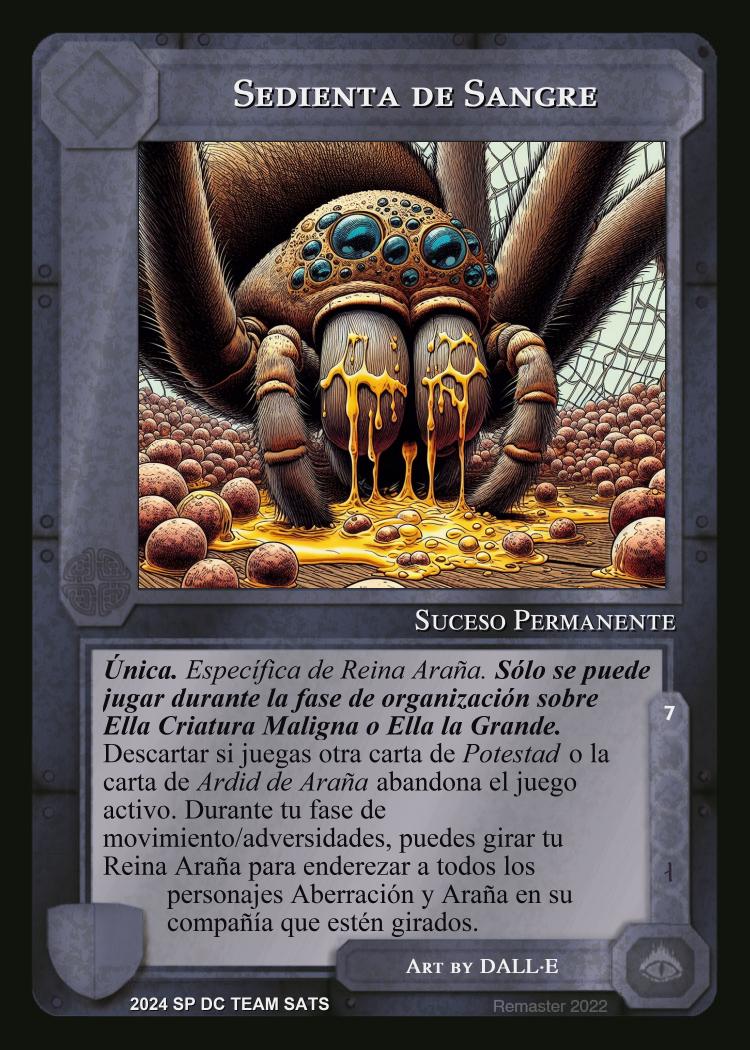 Sedienta de Sangre
Suceso Permanente
Única. Específica de Reina Araña. Sólo se puede
jugar durante la fase de organización sobre
Ella Criatura Maligna o Ella la Grande.
Descartar si juegas otra carta de Potestad o la
carta de Ardid de Araña abandona el juego
activo. Durante tu fase de
movimiento/adversidades, puedes girar tu
Reina Araña para enderezar a todos los
personajes Aberración y Araña en su
compañía que estén girados.
7
Art by DALL·E
2024 SP DC TEAM SATS
Remaster 2022